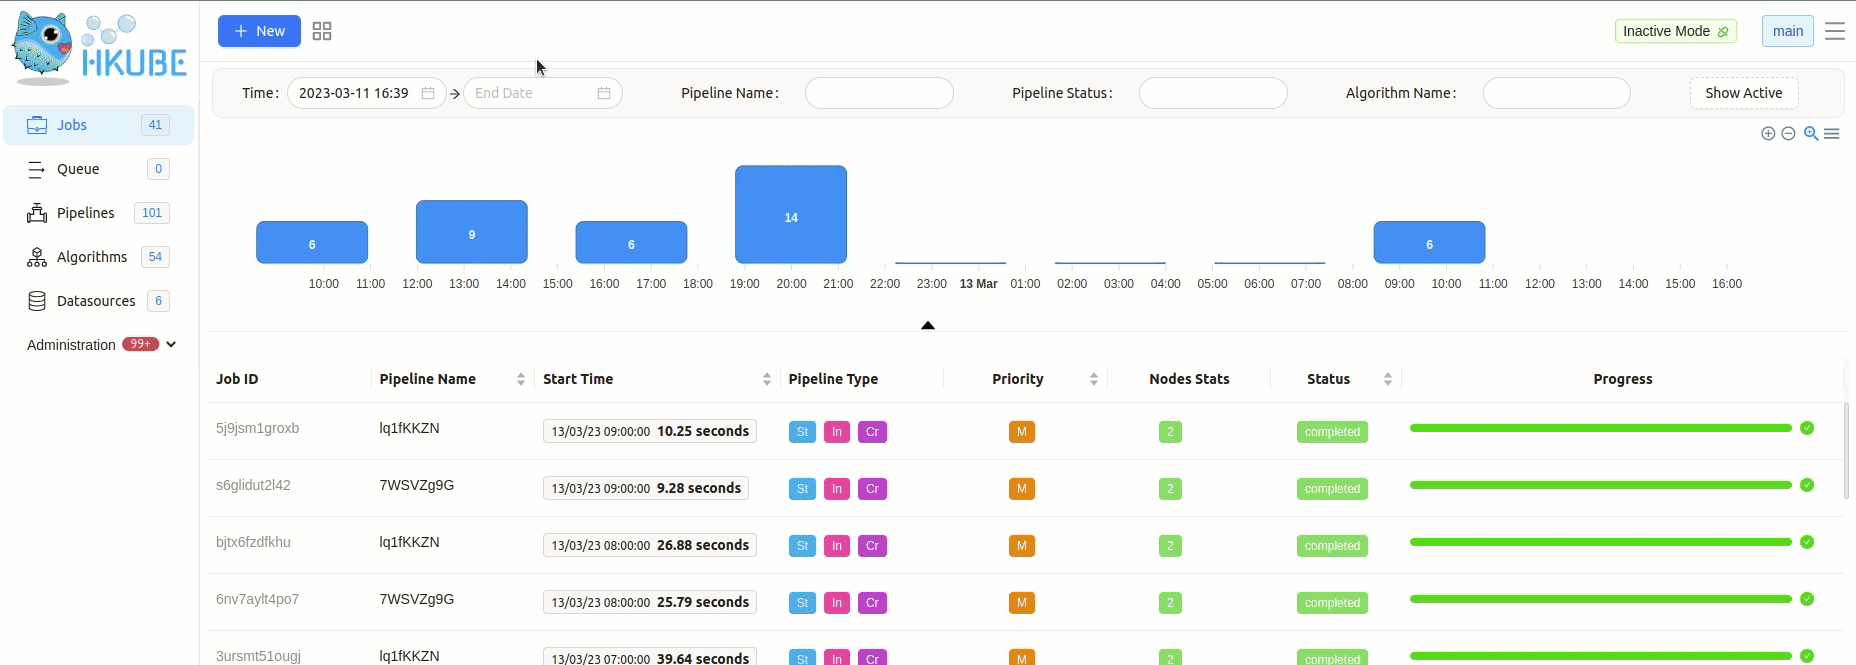 HKUBE
+ New
Inactive Mode
main
Time: 2023-03-11 16:39 → End Date Pipeline Name: Pipeline Status: Algorithm Name: Show Active
Jobs 41
Queue 0
Pipelines 101
Algorithms 54
Datasources 6
Administration 99+
6 9 6 14 6
10:00 11:00 12:00 13:00 14:00 15:00 16:00 17:00 18:00 19:00 20:00 21:00 22:00 23:00 13 Mar 01:00 02:00 03:00 04:00 05:00 06:00 07:00 08:00 09:00 10:00 11:00 12:00 13:00 14:00 15:00 16:00
Job ID Pipeline Name Start Time Pipeline Type Priority Nodes Stats Status Progress
5j9jsm1groxb lq1fKKZN 13/03/23 09:00:00 10.25 seconds St In Cr M 2 completed
s6glidut2l42 7WSVZg9G 13/03/23 09:00:00 9.28 seconds St In Cr M 2 completed
bjtx6fzdfkhu lq1fKKZN 13/03/23 08:00:00 26.88 seconds St In Cr M 2 completed
6nv7aylt4po7 7WSVZg9G 13/03/23 08:00:00 25.79 seconds St In Cr M 2 completed
3ursmt51ougj lq1fKKZN 13/03/23 07:00:00 39.64 seconds St In Cr M 2 completed